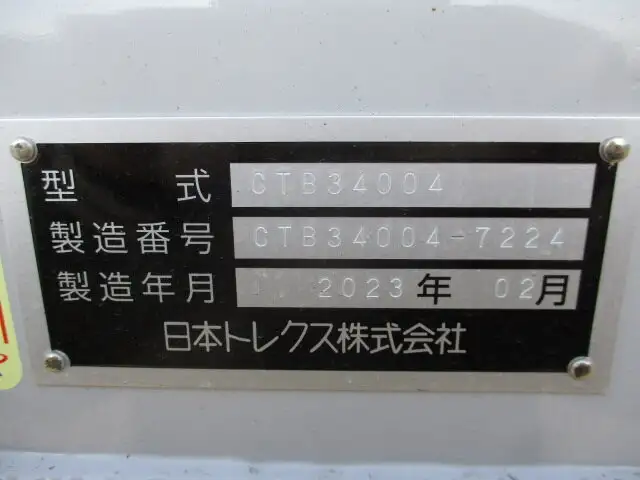 型式 CTB34004
製造番号 CTB34004-7224
製造年月 2023年 02月
日本トレクス株式会社